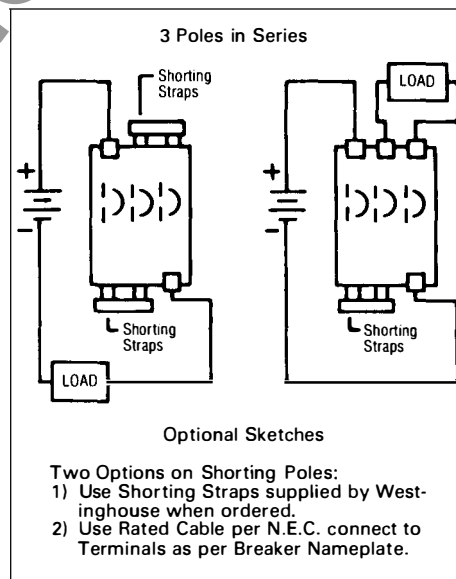 3 Poles in Series
Shorting
Straps
LOAD
+
+
−
−
Shorting
Straps
Shorting
Straps
LOAD
Optional Sketches
Two Options on Shorting Poles:
1) Use Shorting Straps supplied by West-
inghouse when ordered.
2) Use Rated Cable per N.E.C. connect to
Terminals as per Breaker Nameplate.